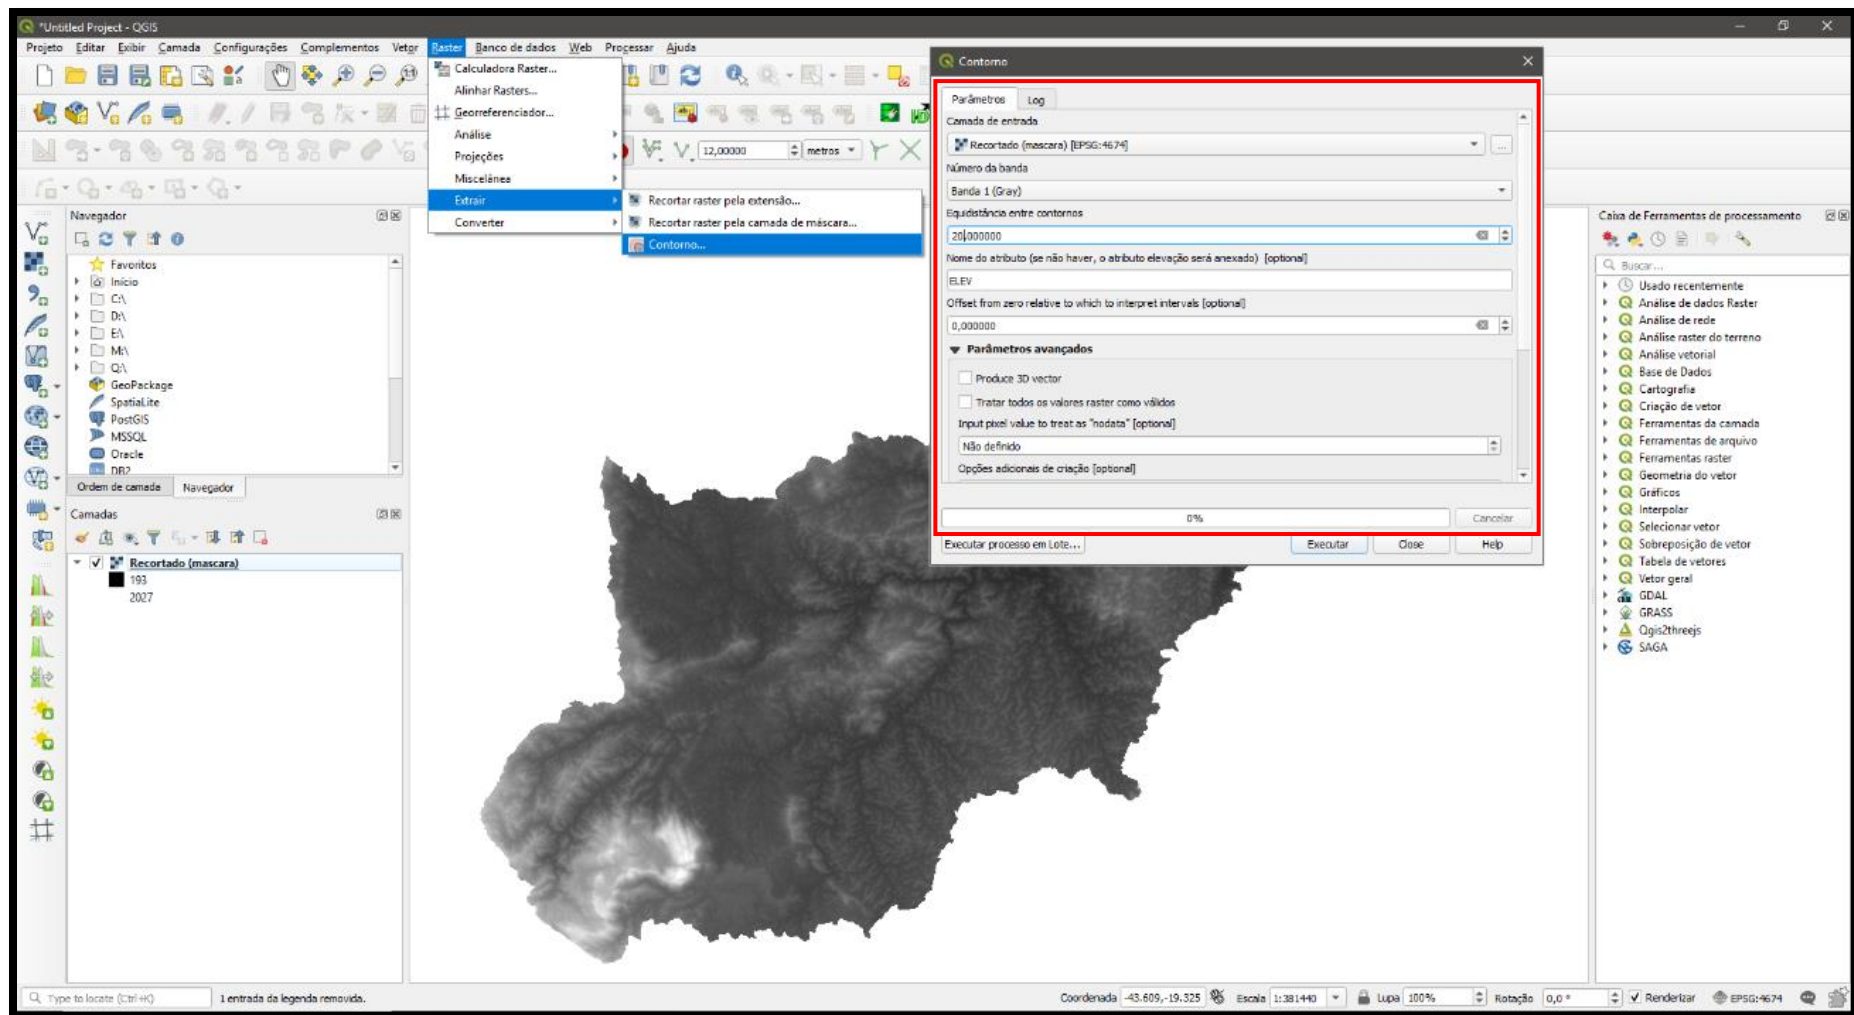 *Untitled Project - QGIS
Projeto Editar Exibir Camada Configurações Complementos Vetor Raster Banco de dados Web Processar Ajuda
Calculadora Raster...
Alinhar Rasters...
Georreferenciador...
Análise
Projeções
Miscelânea
Extrair
Converter
Recortar raster pela extensão...
Recortar raster pela camada de máscara...
Contorno...
12,00000 metros
Contorno
Parâmetros Log
Camada de entrada
Recortado (mascara) [EPSG:4674]
Número da banda
Banda 1 (Gray)
Equidistância entre contornos
20,000000
Nome do atributo (se não haver, o atributo elevação será anexado) [optional]
ELEV
Offset from zero relative to which to interpret intervals [optional]
0,000000
Parâmetros avançados
Produce 3D vector
Tratar todos os valores raster como válidos
Input pixel value to treat as "nodata" [optional]
Não definido
Opções adicionais de criação [optional]
0% Cancelar
Executar processo em Lote... Executar Close Help
Navegador
Favoritos
Início
C:\
D:\
E:\
M:\
Q:\
GeoPackage
SpatiaLite
PostGIS
MSSQL
Oracle
DB2
Ordem de camada Navegador
Camadas
Recortado (mascara)
193
2027
Caixa de Ferramentas de processamento
Buscar...
Usado recentemente
Análise de dados Raster
Análise de rede
Análise raster do terreno
Análise vetorial
Base de Dados
Cartografia
Criação de vetor
Ferramentas da camada
Ferramentas de arquivo
Ferramentas raster
Geometria do vetor
Gráficos
Interpolar
Selecionar vetor
Sobreposição de vetor
Tabela de vetores
Vetor geral
GDAL
GRASS
Qgis2threejs
SAGA
Type to locate (Ctrl+K) 1 entrada da legenda removida. Coordenada -43.609,-19.325 Escala 1:381440 Lupa 100% Rotação 0,0 ° Renderizar EPSG:4674